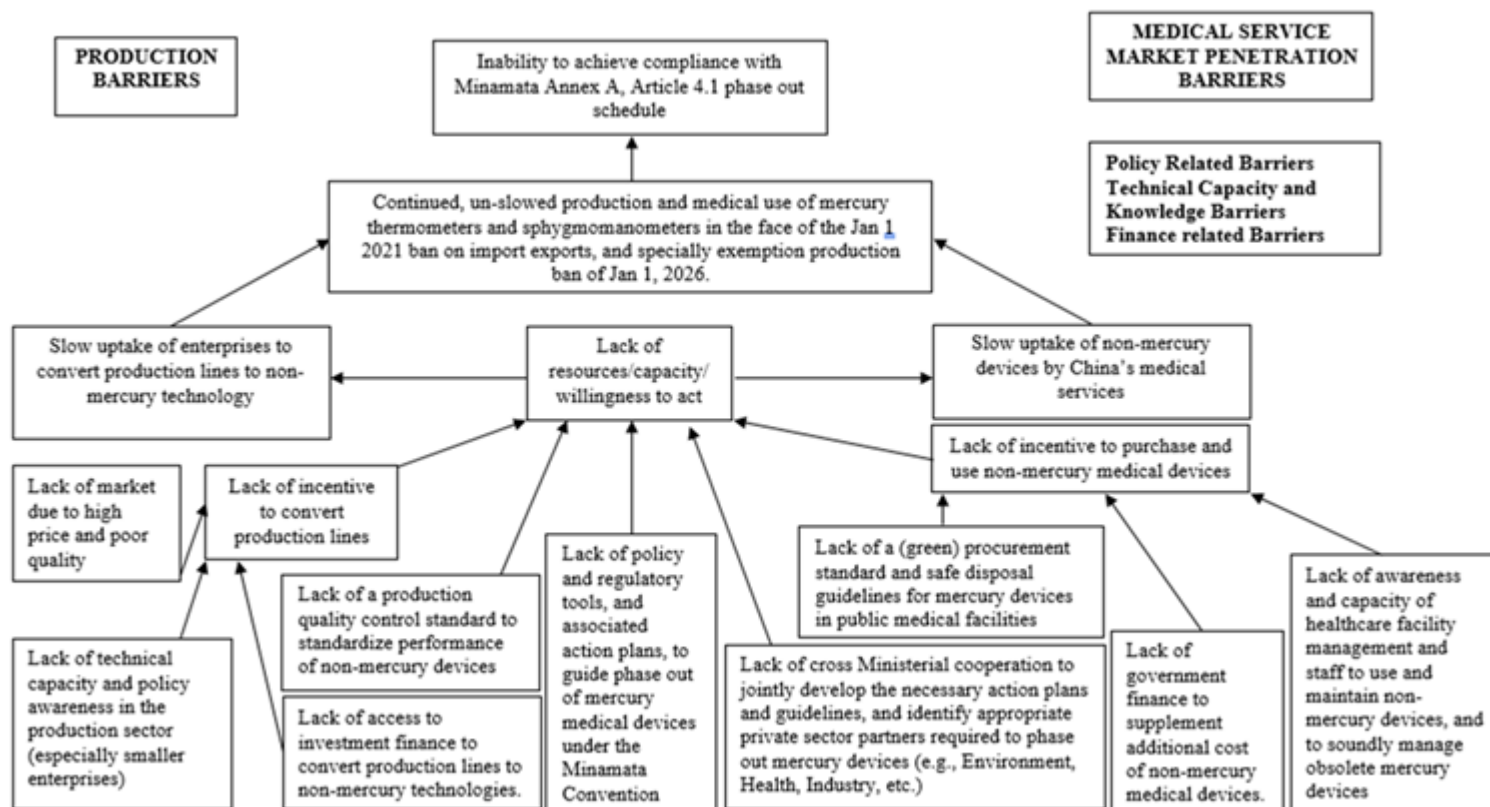 PRODUCTION
BARRIERS
Inability to achieve compliance with
Minamata Annex A, Article 4.1 phase out
schedule
MEDICAL SERVICE
MARKET PENETRATION
BARRIERS
Policy Related Barriers
Technical Capacity and
Knowledge Barriers
Finance related Barriers
Continued, un-slowed production and medical use of mercury
thermometers and sphygmomanometers in the face of the Jan 1
2021 ban on import exports, and specially exemption production
ban of Jan 1, 2026.
Slow uptake of enterprises to
convert production lines to non-
mercury technology
Lack of
resources/capacity/
willingness to act
Slow uptake of non-mercury
devices by China's medical
services
Lack of incentive to purchase and
use non-mercury medical devices
Lack of market
due to high
price and poor
quality
Lack of incentive
to convert
production lines
Lack of technical
capacity and policy
awareness in the
production sector
(especially smaller
enterprises)
Lack of a production
quality control standard to
standardize performance
of non-mercury devices
Lack of access to
investment finance to
convert production lines to
non-mercury technologies.
Lack of policy
and regulatory
tools, and
associated
action plans, to
guide phase out
of mercury
medical devices
under the
Minamata
Convention
Lack of a (green) procurement
standard and safe disposal
guidelines for mercury devices
in public medical facilities
Lack of cross Ministerial cooperation to
jointly develop the necessary action plans
and guidelines, and identify appropriate
private sector partners required to phase
out mercury devices (e.g., Environment,
Health, Industry, etc.)
Lack of
government
finance to
supplement
additional cost
of non-mercury
medical devices.
Lack of awareness
and capacity of
healthcare facility
management and
staff to use and
maintain non-
mercury devices, and
to soundly manage
obsolete mercury
devices